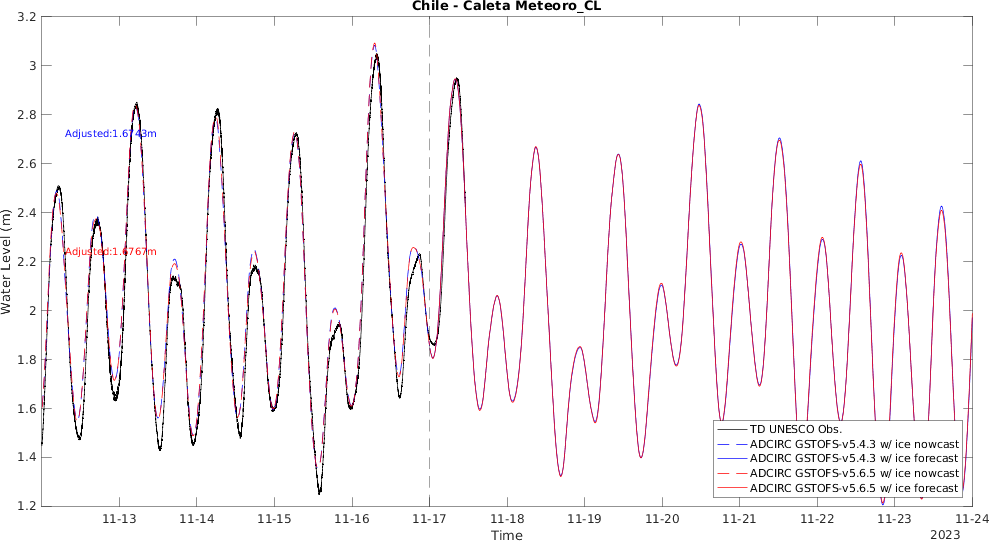 Chile - Caleta Meteoro_CL
3.2
3
2.8
2.6
2.4
2.2
2
1.8
1.6
1.4
1.2
Water Level (m)
Adjusted:1.6743m
Adjusted:1.6767m
TD UNESCO Obs.
ADCIRC GSTOFS-v5.4.3 w/ ice nowcast
ADCIRC GSTOFS-v5.4.3 w/ ice forecast
ADCIRC GSTOFS-v5.6.5 w/ ice nowcast
ADCIRC GSTOFS-v5.6.5 w/ ice forecast
11-13 11-14 11-15 11-16 11-17 11-18 11-19 11-20 11-21 11-22 11-23 11-24
Time
2023